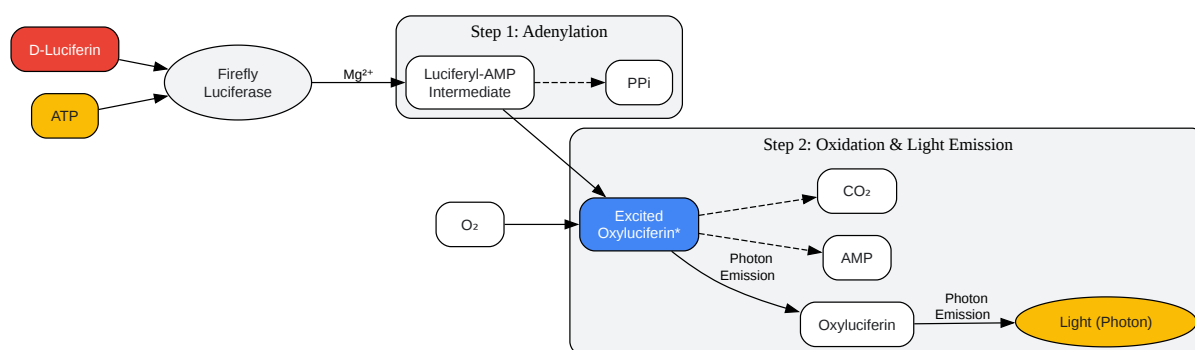 Step 1: Adenylation
D-Luciferin
ATP
Firefly
Luciferase
Mg²⁺
Luciferyl-AMP
Intermediate
PPi
Step 2: Oxidation & Light Emission
O₂
Excited
Oxyluciferin*
CO₂
AMP
Photon
Emission
Oxyluciferin
Photon
Emission
Light (Photon)